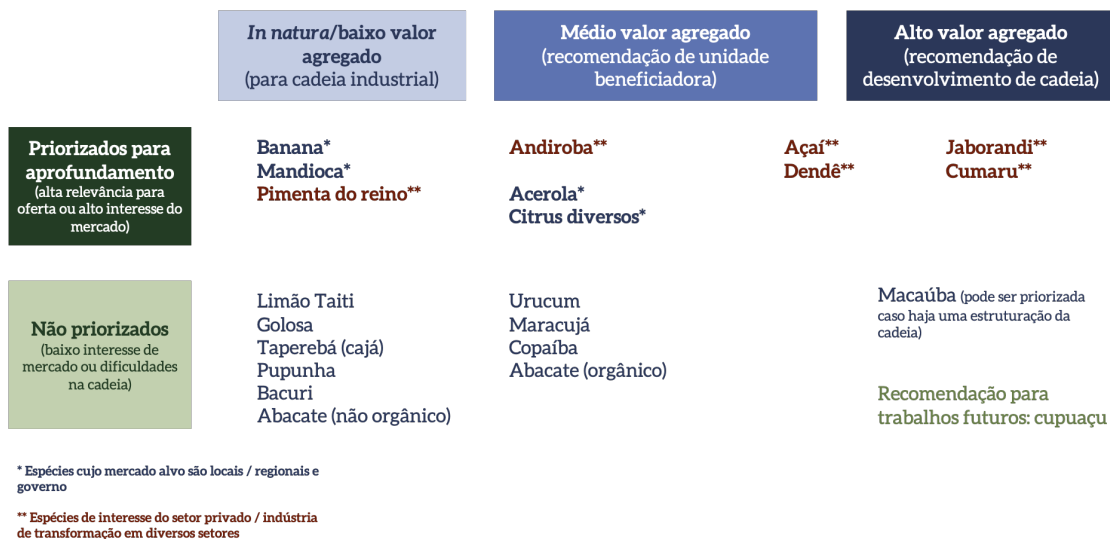 In natura/baixo valor
agregado
(para cadeia industrial)
Médio valor agregado
(recomendação de unidade
beneficiadora)
Alto valor agregado
(recomendação de
desenvolvimento de cadeia)
Priorizados para
aprofundamento
(alta relevância para
oferta ou alto interesse do
mercado)
Banana*
Mandioca*
Pimenta do reino**
Andiroba**
Acerola*
Citrus diversos*
Açaí**
Dendê**
Jaborandi**
Cumaru**
Não priorizados
(baixo interesse de
mercado ou dificuldades
na cadeia)
Limão Taiti
Golosa
Taperebá (cajá)
Pupunha
Bacuri
Abacate (não orgânico)
Urucum
Maracujá
Copaíba
Abacate (orgânico)
Macaúba (pode ser priorizada
caso haja uma estruturação da
cadeia)
Recomendação para
trabalhos futuros: cupuaçu
* Espécies cujo mercado alvo são locais / regionais e
governo
** Espécies de interesse do setor privado / indústria
de transformação em diversos setores